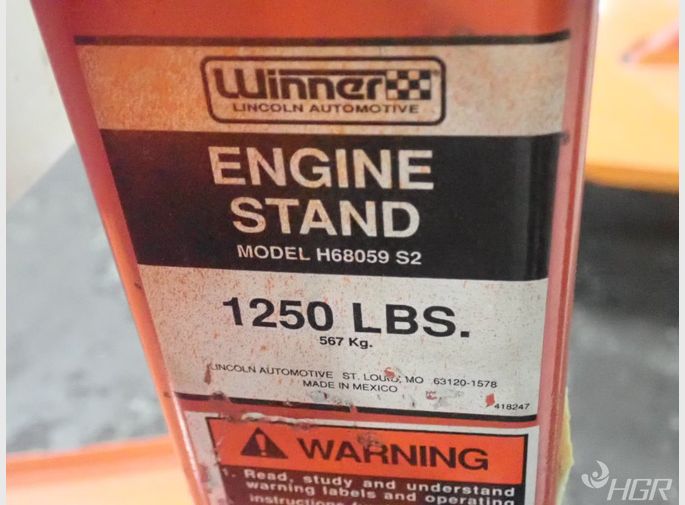 Winner
LINCOLN AUTOMOTIVE
ENGINE
STAND
MODEL H68059 S2
1250 LBS.
567 Kg.
LINCOLN AUTOMOTIVE ST. LOUIS, MO 63120-1578
MADE IN MEXICO
418247
WARNING
1. Read, study and understand
warning labels and operating
instructions
HGR